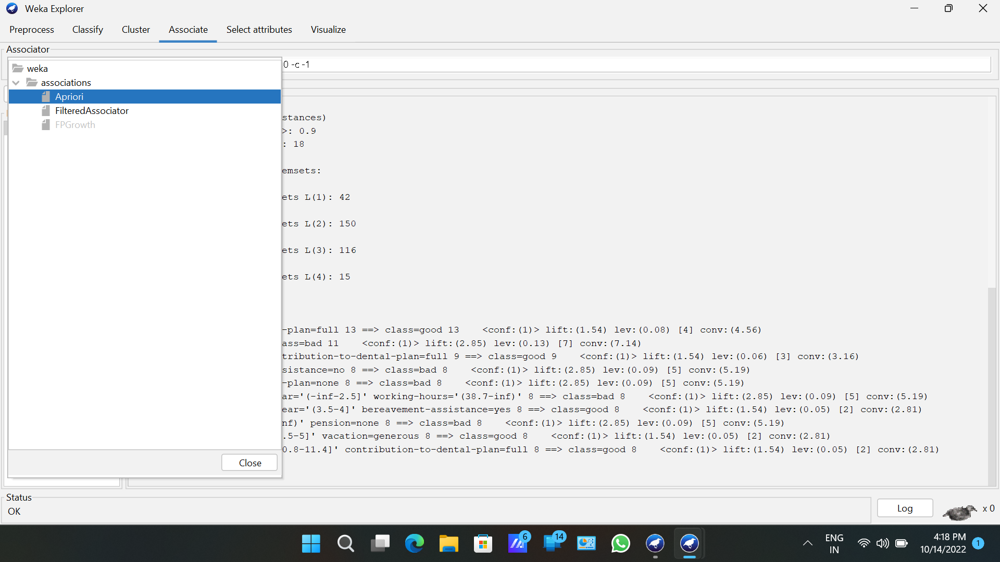 Weka Explorer
Preprocess Classify Cluster Associate Select attributes Visualize
Associator
0 -c -1
weka
associations
Apriori
FilteredAssociator
FPGrowth
stances)
>: 0.9
: 18
emsets:
ets L(1): 42
ets L(2): 150
ets L(3): 116
ets L(4): 15
-plan=full 13 ==> class=good 13    <conf:(1)> lift:(1.54) lev:(0.08) [4] conv:(4.56)
ass=bad 11    <conf:(1)> lift:(2.85) lev:(0.13) [7] conv:(7.14)
tribution-to-dental-plan=full 9 ==> class=good 9    <conf:(1)> lift:(1.54) lev:(0.06) [3] conv:(3.16)
sistance=no 8 ==> class=bad 8    <conf:(1)> lift:(2.85) lev:(0.09) [5] conv:(5.19)
-plan=none 8 ==> class=bad 8    <conf:(1)> lift:(2.85) lev:(0.09) [5] conv:(5.19)
ar='(-inf-2.5]' working-hours='(38.7-inf)' 8 ==> class=bad 8    <conf:(1)> lift:(2.85) lev:(0.09) [5] conv:(5.19)
ear='(3.5-4]' bereavement-assistance=yes 8 ==> class=good 8    <conf:(1)> lift:(1.54) lev:(0.05) [2] conv:(2.81)
nf)' pension=none 8 ==> class=bad 8    <conf:(1)> lift:(2.85) lev:(0.09) [5] conv:(5.19)
.5-5]' vacation=generous 8 ==> class=good 8    <conf:(1)> lift:(1.54) lev:(0.05) [2] conv:(2.81)
0.8-11.4]' contribution-to-dental-plan=full 8 ==> class=good 8    <conf:(1)> lift:(1.54) lev:(0.05) [2] conv:(2.81)
Close
Status
OK
Log
x 0
6
14
ENG
IN
4:18 PM
10/14/2022
1